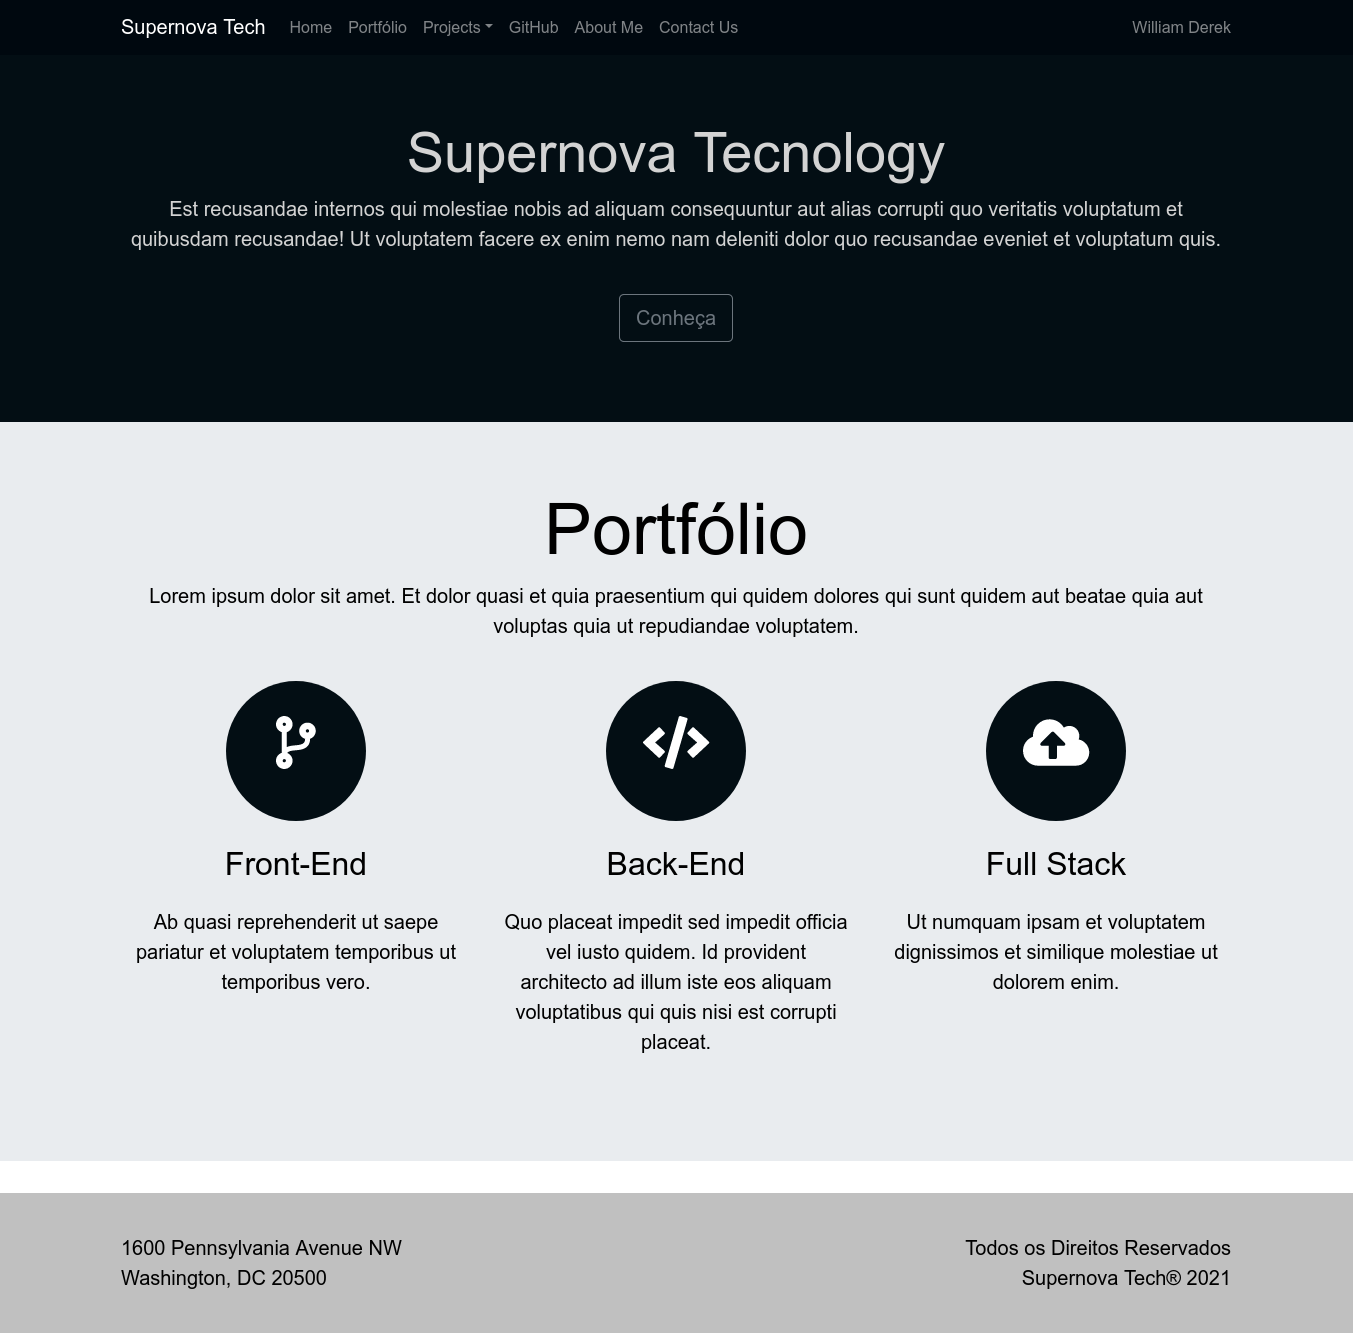 Supernova Tech Home Portfólio Projects GitHub About Me Contact Us William Derek
Supernova Tecnology
Est recusandae internos qui molestiae nobis ad aliquam consequuntur aut alias corrupti quo veritatis voluptatum et
quibusdam recusandae! Ut voluptatem facere ex enim nemo nam deleniti dolor quo recusandae eveniet et voluptatum quis.
Conheça
Portfólio
Lorem ipsum dolor sit amet. Et dolor quasi et quia praesentium qui quidem dolores qui sunt quidem aut beatae quia aut
voluptas quia ut repudiandae voluptatem.
Front-End
Ab quasi reprehenderit ut saepe
pariatur et voluptatem temporibus ut
temporibus vero.
Back-End
Quo placeat impedit sed impedit officia
vel iusto quidem. Id provident
architecto ad illum iste eos aliquam
voluptatibus qui quis nisi est corrupti
placeat.
Full Stack
Ut numquam ipsam et voluptatem
dignissimos et similique molestiae ut
dolorem enim.
1600 Pennsylvania Avenue NW
Washington, DC 20500
Todos os Direitos Reservados
Supernova Tech® 2021